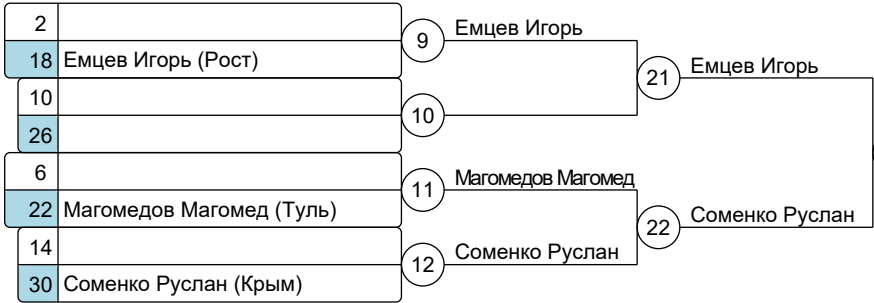 2
9 Емцев Игорь
18 Емцев Игорь (Рост)
21 Емцев Игорь
10
10
26
6
11 Магомедов Магомед
22 Магомедов Магомед (Туль)
22 Соменко Руслан
14
12 Соменко Руслан
30 Соменко Руслан (Крым)